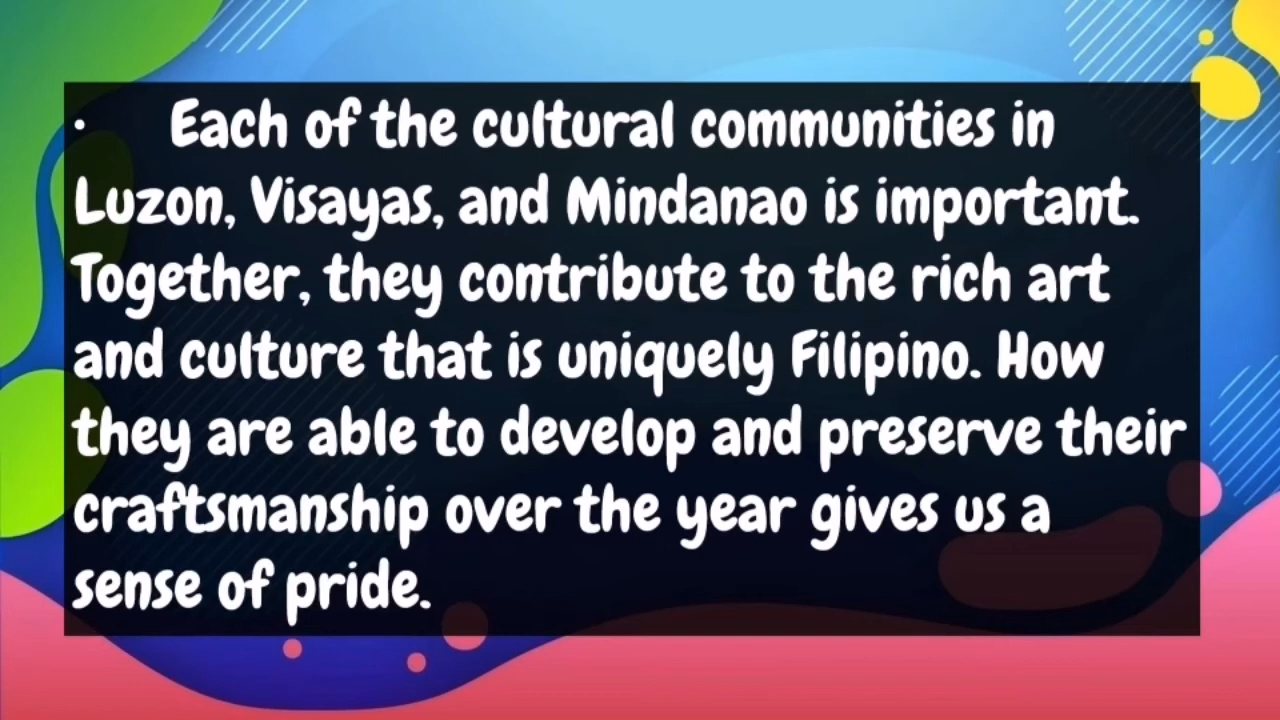 • Each of the cultural communities in
Luzon, Visayas, and Mindanao is important.
Together, they contribute to the rich art
and culture that is uniquely Filipino. How
they are able to develop and preserve their
craftsmanship over the year gives us a
sense of pride.